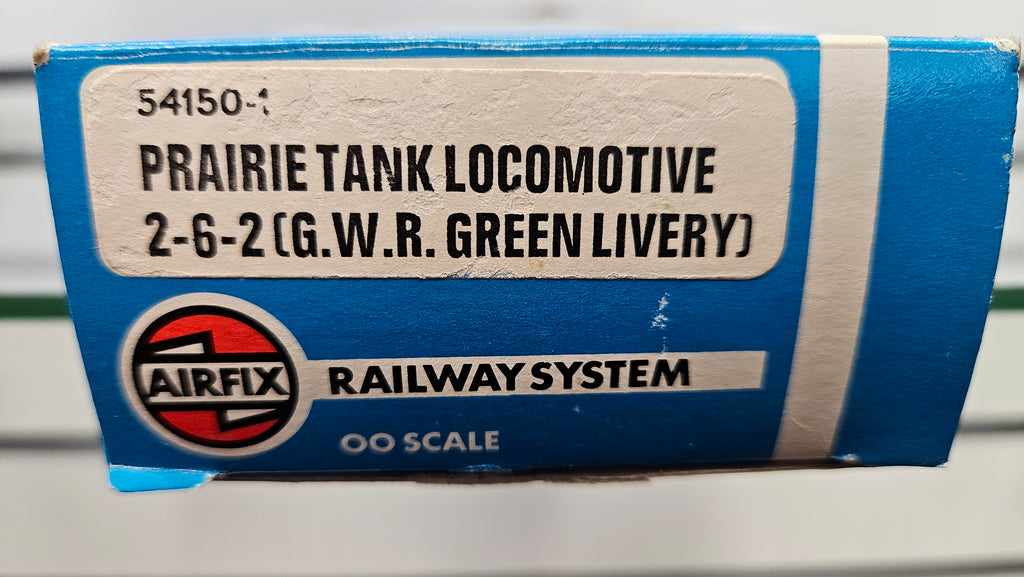 54150-1
PRAIRIE TANK LOCOMOTIVE
2-6-2 (G.W.R. GREEN LIVERY)
AIRFIX RAILWAY SYSTEM
OO SCALE